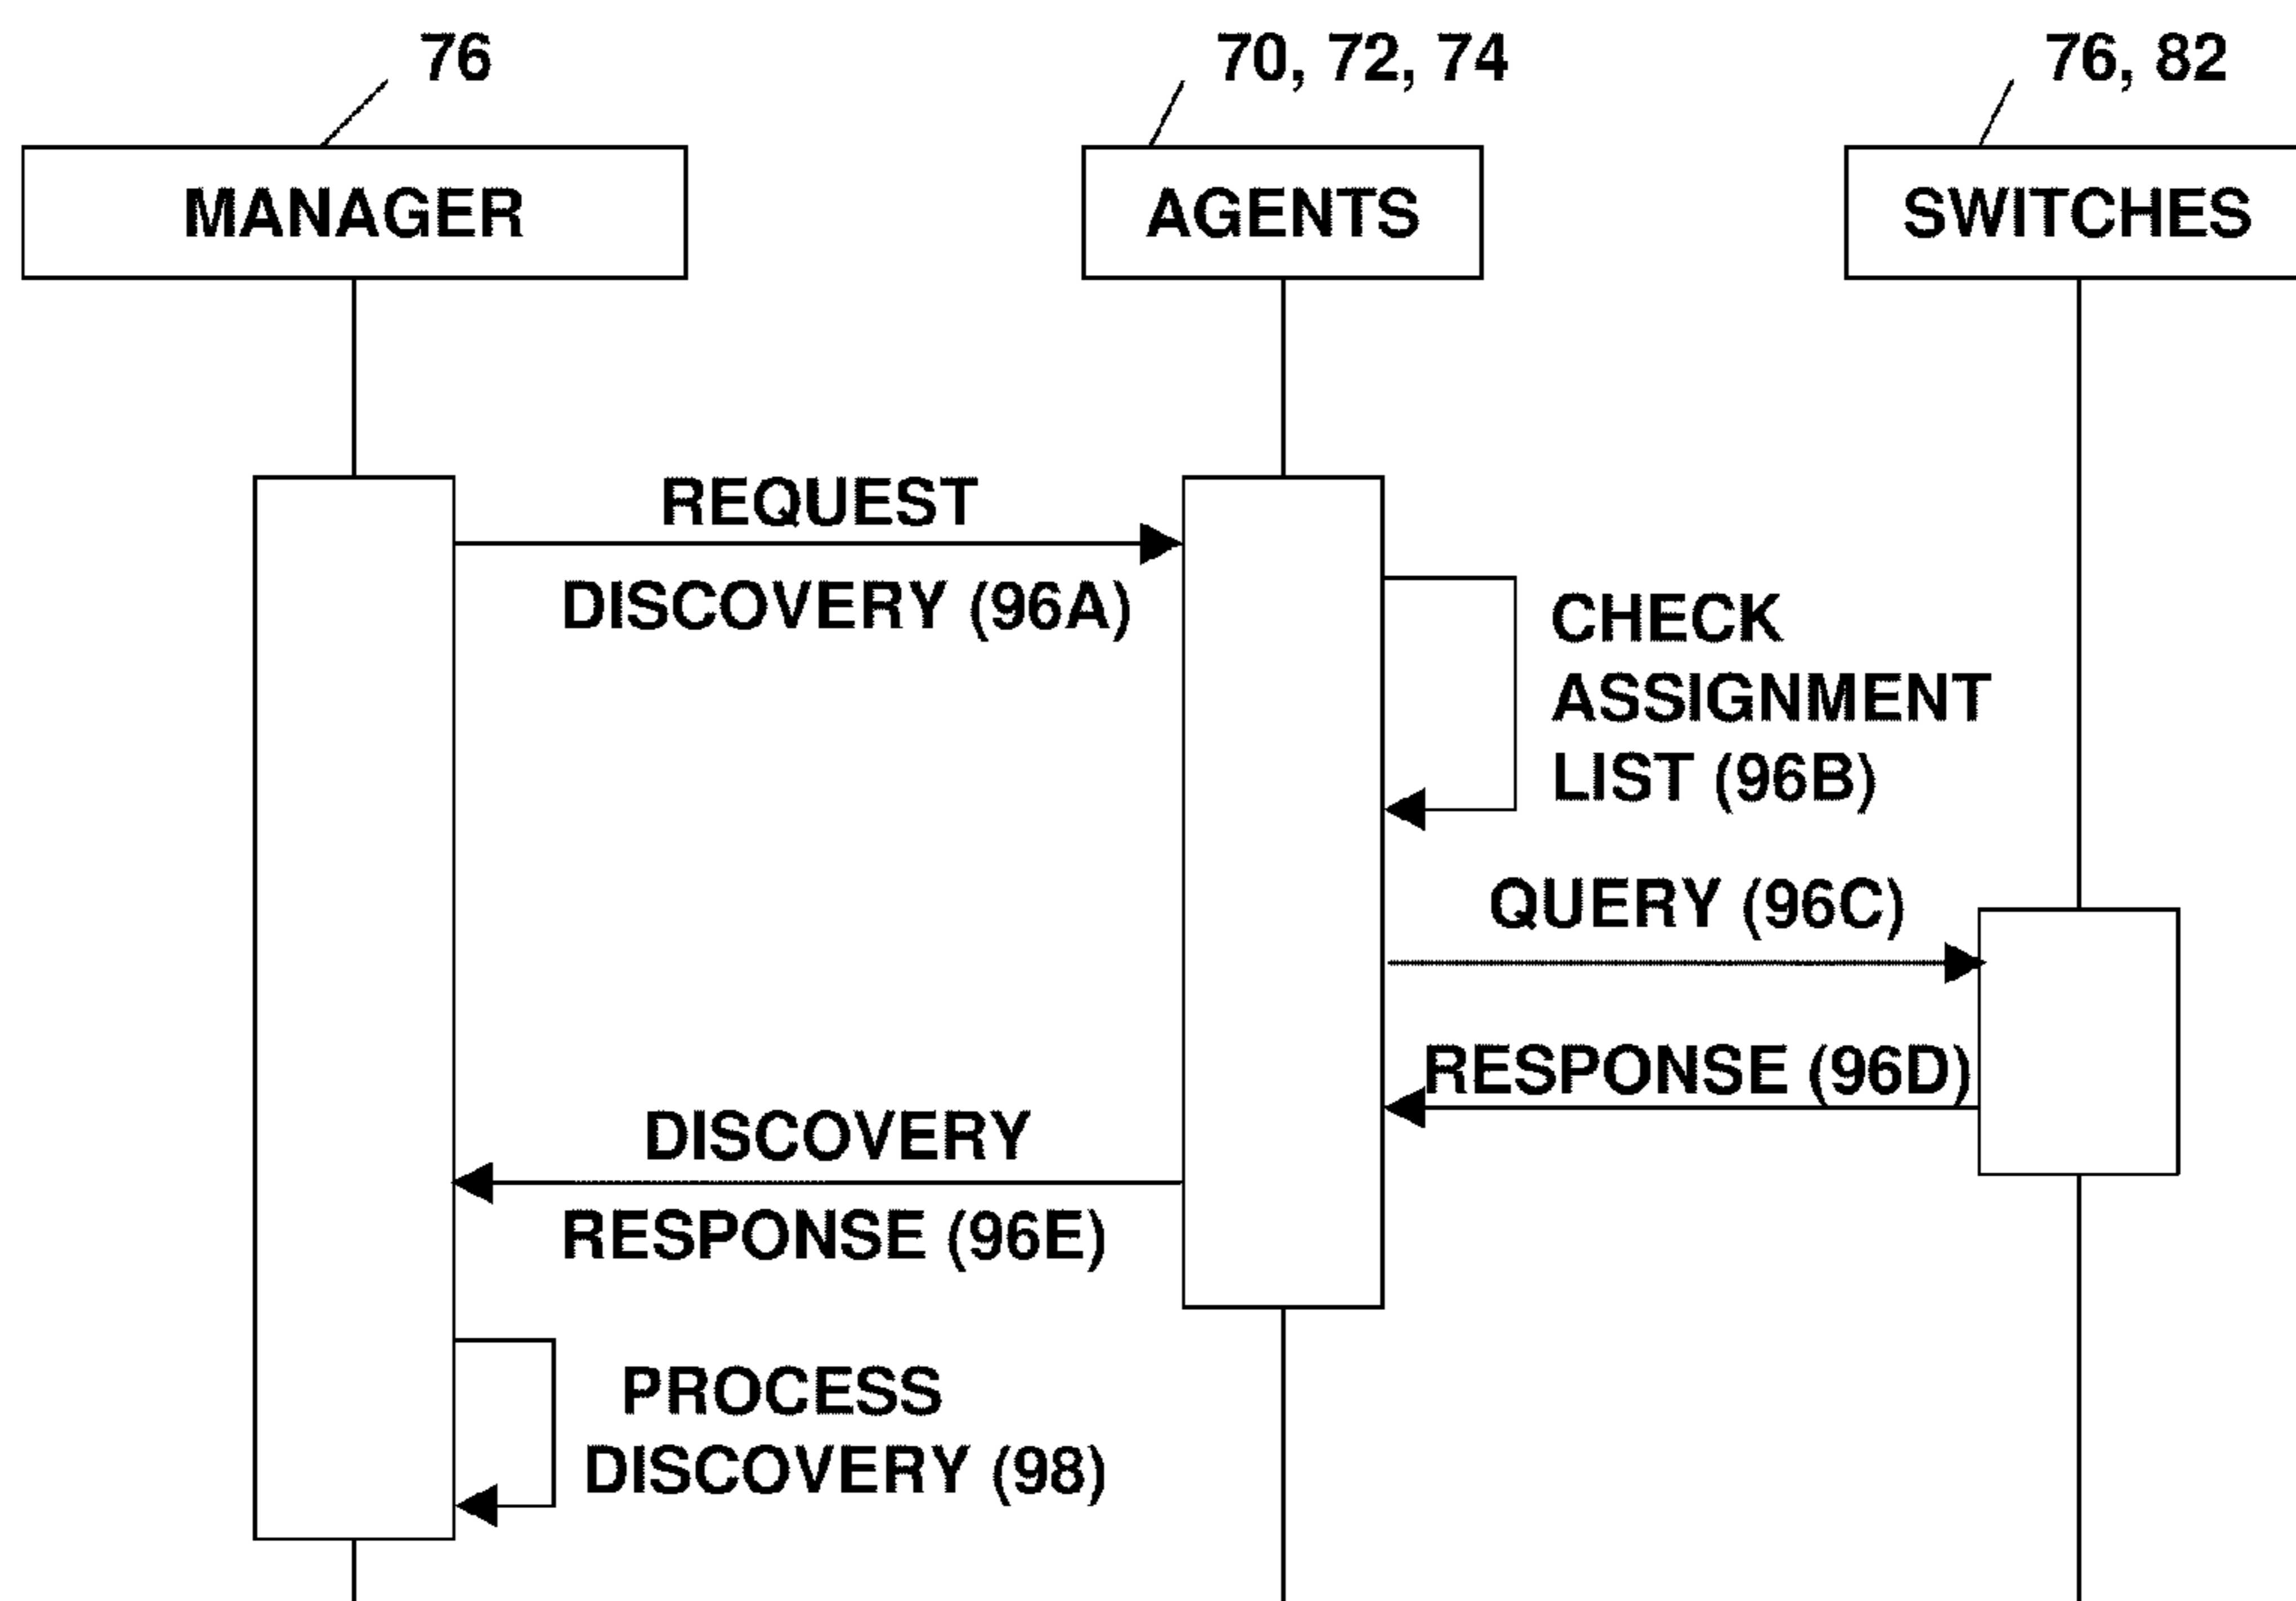 76
70, 72, 74
76, 82
MANAGER
AGENTS
SWITCHES
REQUEST
DISCOVERY (96A)
CHECK
ASSIGNMENT
LIST (96B)
QUERY (96C)
RESPONSE (96D)
DISCOVERY
RESPONSE (96E)
PROCESS
DISCOVERY (98)